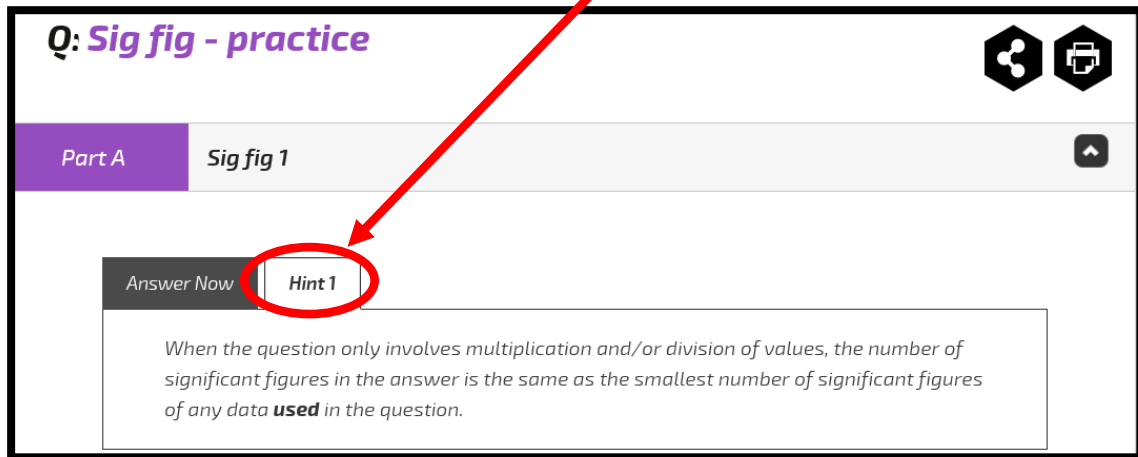 Q: Sig fig - practice
Part A
Sig fig 1
Answer Now
Hint 1
When the question only involves multiplication and/or division of values, the number of
significant figures in the answer is the same as the smallest number of significant figures
of any data used in the question.